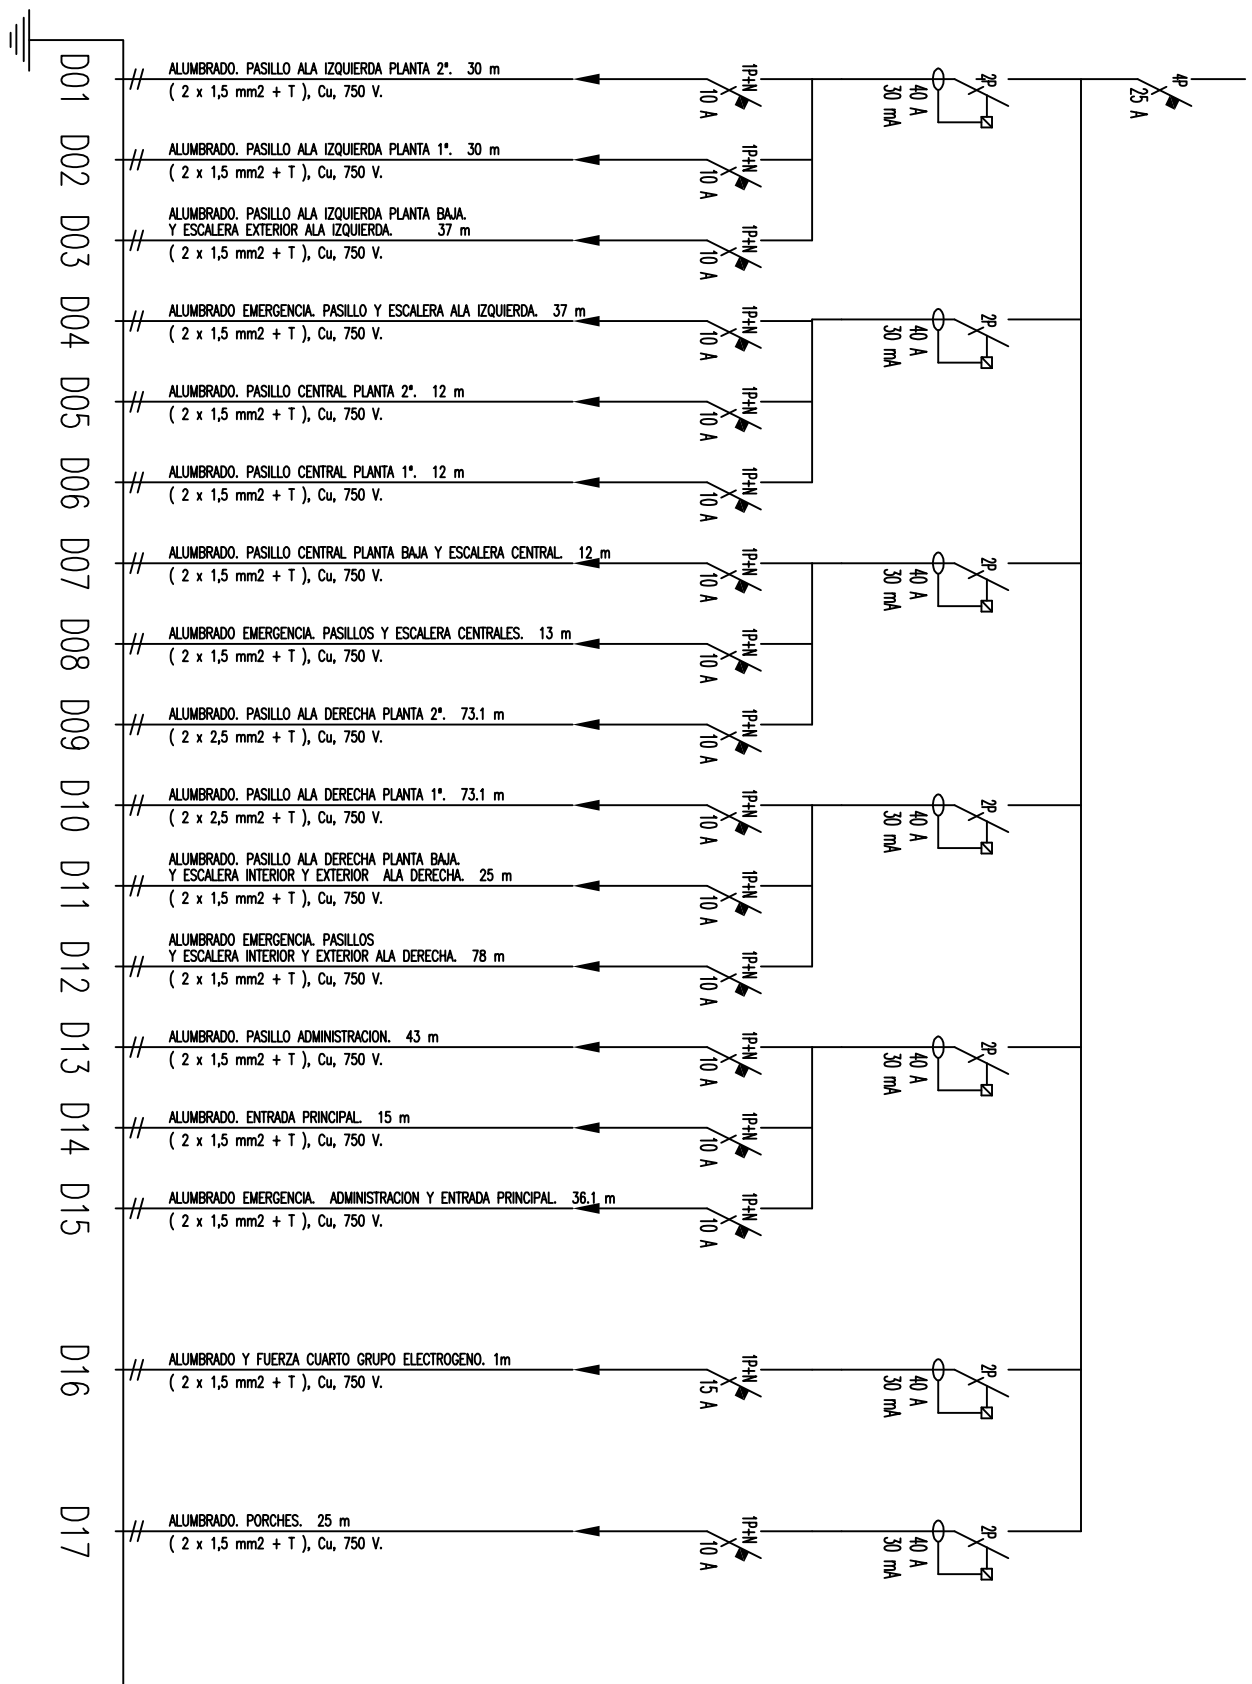 4P
25 A
D01
ALUMBRADO. PASILLO ALA IZQUIERDA PLANTA 2ª. 30 m
( 2 x 1,5 mm2 + T ), Cu, 750 V.
1P+N
10 A
2P
40 A
30 mA
D02
ALUMBRADO. PASILLO ALA IZQUIERDA PLANTA 1ª. 30 m
( 2 x 1,5 mm2 + T ), Cu, 750 V.
1P+N
10 A
D03
ALUMBRADO. PASILLO ALA IZQUIERDA PLANTA BAJA.
Y ESCALERA EXTERIOR ALA IZQUIERDA. 37 m
( 2 x 1,5 mm2 + T ), Cu, 750 V.
1P+N
10 A
D04
ALUMBRADO EMERGENCIA. PASILLO Y ESCALERA ALA IZQUIERDA. 37 m
( 2 x 1,5 mm2 + T ), Cu, 750 V.
1P+N
10 A
2P
40 A
30 mA
D05
ALUMBRADO. PASILLO CENTRAL PLANTA 2ª. 12 m
( 2 x 1,5 mm2 + T ), Cu, 750 V.
1P+N
10 A
D06
ALUMBRADO. PASILLO CENTRAL PLANTA 1ª. 12 m
( 2 x 1,5 mm2 + T ), Cu, 750 V.
1P+N
10 A
D07
ALUMBRADO. PASILLO CENTRAL PLANTA BAJA Y ESCALERA CENTRAL. 12 m
( 2 x 1,5 mm2 + T ), Cu, 750 V.
1P+N
10 A
2P
40 A
30 mA
D08
ALUMBRADO EMERGENCIA. PASILLOS Y ESCALERA CENTRALES. 13 m
( 2 x 1,5 mm2 + T ), Cu, 750 V.
1P+N
10 A
D09
ALUMBRADO. PASILLO ALA DERECHA PLANTA 2ª. 73.1 m
( 2 x 2,5 mm2 + T ), Cu, 750 V.
1P+N
10 A
D10
ALUMBRADO. PASILLO ALA DERECHA PLANTA 1ª. 73.1 m
( 2 x 2,5 mm2 + T ), Cu, 750 V.
1P+N
10 A
2P
40 A
30 mA
D11
ALUMBRADO. PASILLO ALA DERECHA PLANTA BAJA.
Y ESCALERA INTERIOR Y EXTERIOR ALA DERECHA. 25 m
( 2 x 1,5 mm2 + T ), Cu, 750 V.
1P+N
10 A
D12
ALUMBRADO EMERGENCIA. PASILLOS
Y ESCALERA INTERIOR Y EXTERIOR ALA DERECHA. 78 m
( 2 x 1,5 mm2 + T ), Cu, 750 V.
1P+N
10 A
D13
ALUMBRADO. PASILLO ADMINISTRACION. 43 m
( 2 x 1,5 mm2 + T ), Cu, 750 V.
1P+N
10 A
2P
40 A
30 mA
D14
ALUMBRADO. ENTRADA PRINCIPAL. 15 m
( 2 x 1,5 mm2 + T ), Cu, 750 V.
1P+N
10 A
D15
ALUMBRADO EMERGENCIA. ADMINISTRACION Y ENTRADA PRINCIPAL. 36.1 m
( 2 x 1,5 mm2 + T ), Cu, 750 V.
1P+N
10 A
D16
ALUMBRADO Y FUERZA CUARTO GRUPO ELECTROGENO. 1m
( 2 x 1,5 mm2 + T ), Cu, 750 V.
1P+N
15 A
2P
40 A
30 mA
D17
ALUMBRADO. PORCHES. 25 m
( 2 x 1,5 mm2 + T ), Cu, 750 V.
1P+N
10 A
2P
40 A
30 mA